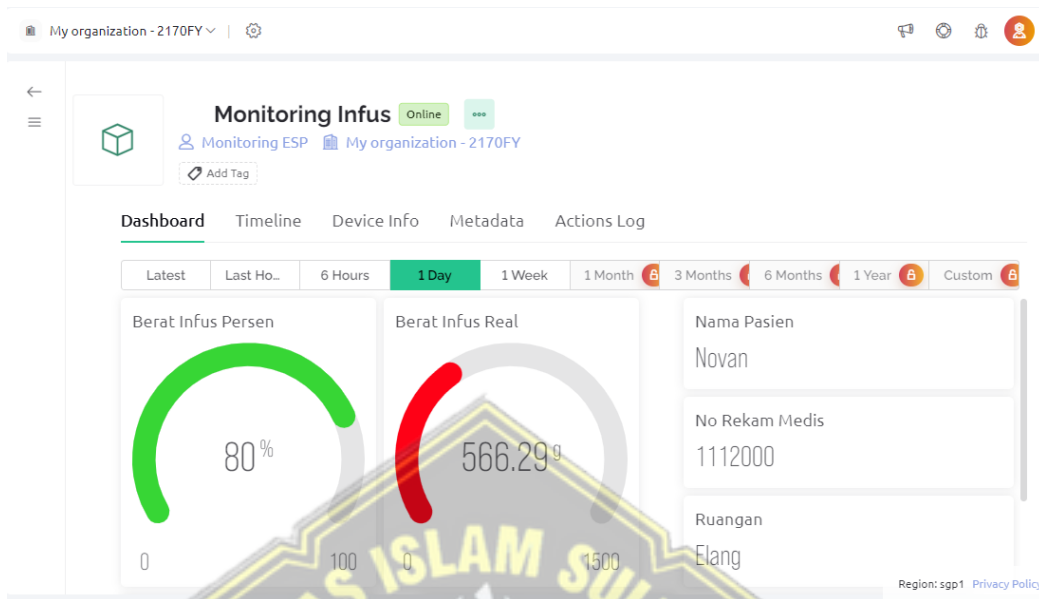 My organization - 2170FY
Monitoring Infus Online
Monitoring ESP My organization - 2170FY
Add Tag
Dashboard Timeline Device Info Metadata Actions Log
Latest Last Ho... 6 Hours 1 Day 1 Week 1 Month 3 Months 6 Months 1 Year Custom
Berat Infus Persen
80%
0 100
Berat Infus Real
566.29g
0 1500
Nama Pasien
Novan
No Rekam Medis
1112000
Ruangan
Elang
ISLAM SU
Region: sgp1 Privacy Policy